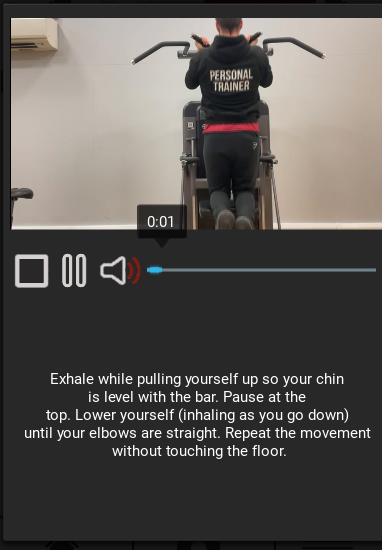 PERSONAL
TRAINER
0:01
Exhale while pulling yourself up so your chin
is level with the bar. Pause at the
top. Lower yourself (inhaling as you go down)
until your elbows are straight. Repeat the movement
without touching the floor.